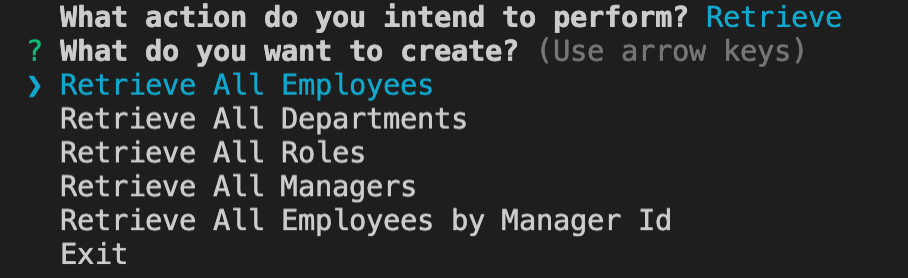 What action do you intend to perform? Retrieve
? What do you want to create? (Use arrow keys)
❯ Retrieve All Employees
Retrieve All Departments
Retrieve All Roles
Retrieve All Managers
Retrieve All Employees by Manager Id
Exit